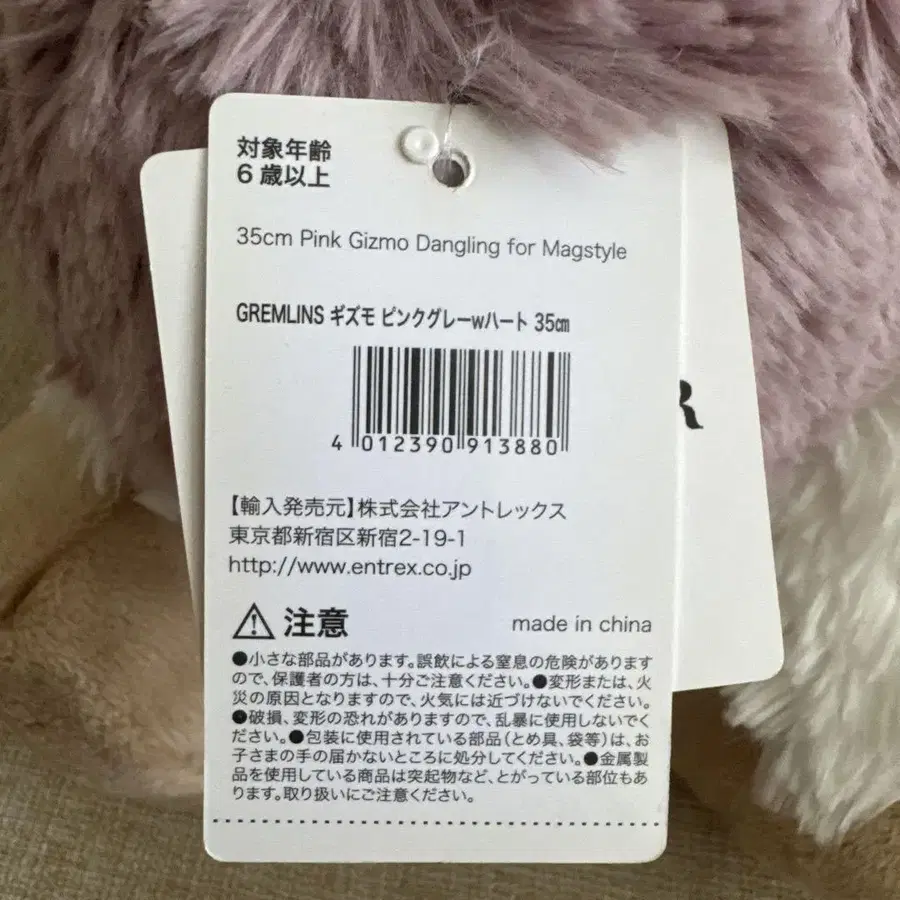 対象年齢
6歳以上
35cm Pink Gizmo Dangling for Magstyle
GREMLINS ギズモ ピンクグレーwハート 35㎝
4 012390 913880
【輸入発売元】株式会社アントレックス
東京都新宿区新宿2-19-1
http://www.entrex.co.jp
注意
made in china
●小さな部品があります。誤飲による窒息の危険があります
ので、保護者の方は、十分ご注意ください。●変形または、火
災の原因となりますので、火気には近づけないでください。
●破損、変形の恐れがありますので、乱暴に使用しないでく
ださい。●包装に使用されている部品（とめ具、袋等）は、お
子さまの手の届かないところに処分してください。●金属製
品を使用している商品は突起物など、とがっている部位もあ
ります。取り扱いにご注意ください。
R